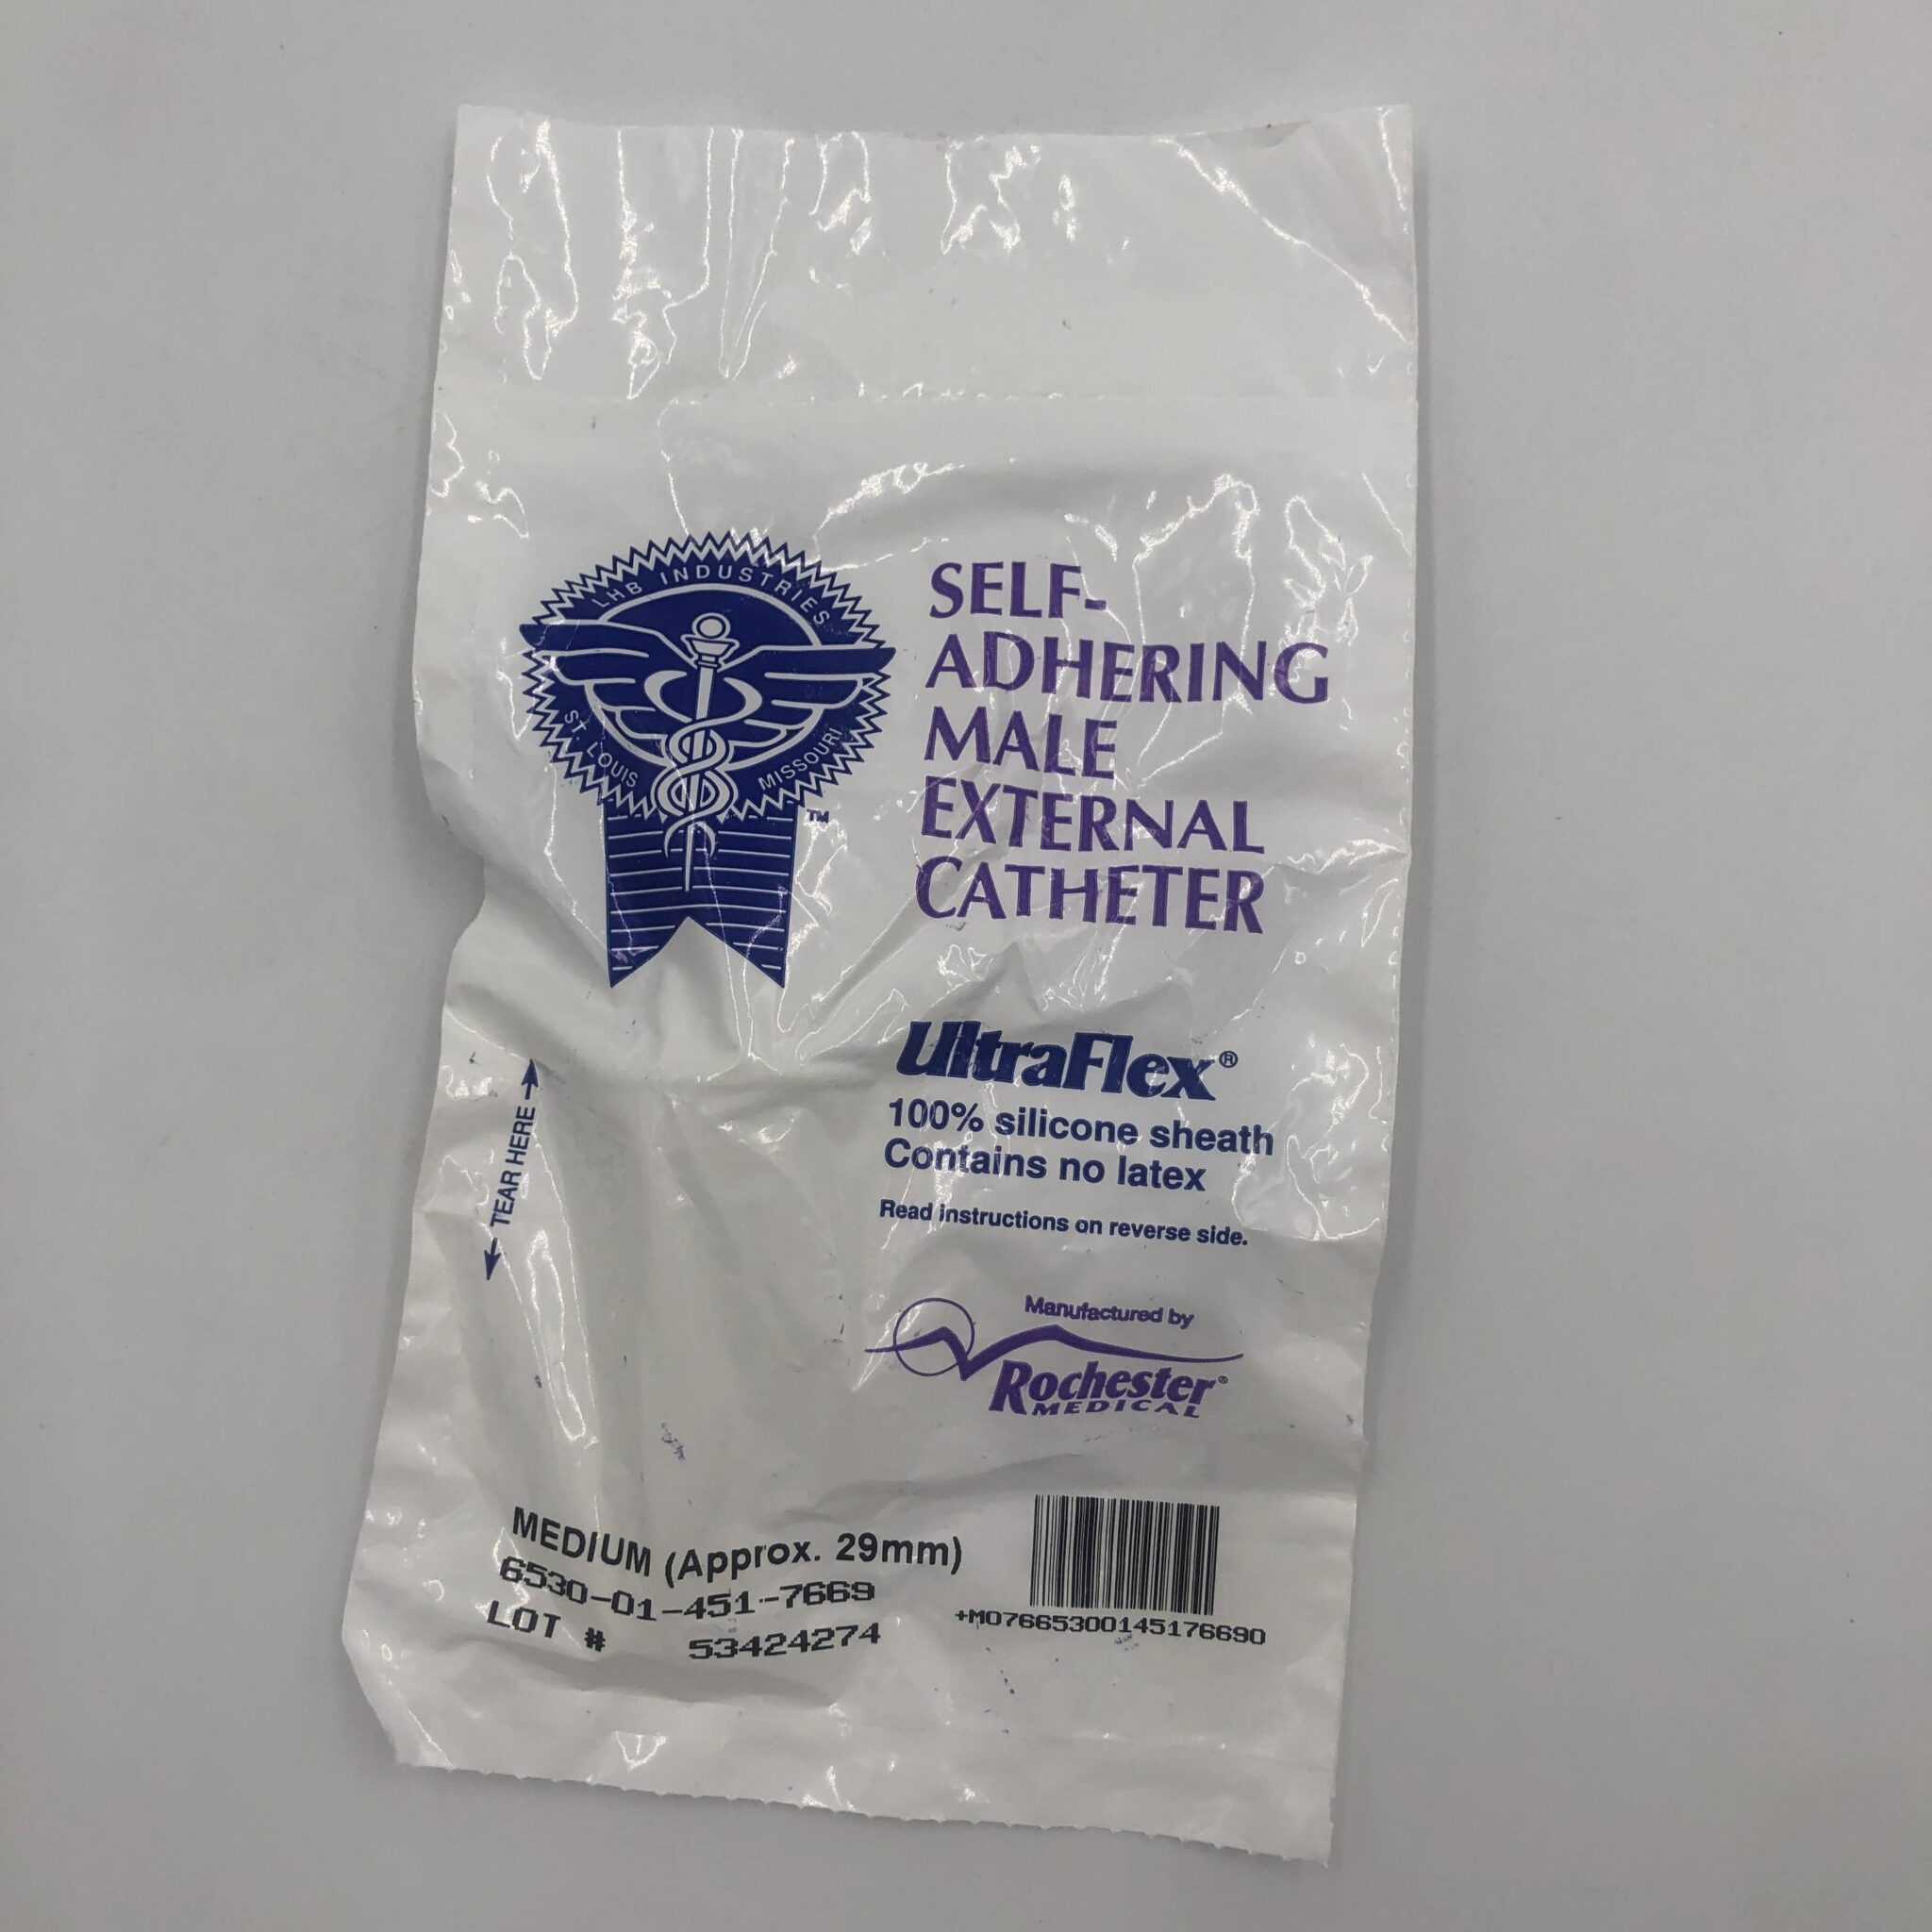 LHB INDUSTRIES
ST. LOUIS MISSOURI
TM
SELF-
ADHERING
MALE
EXTERNAL
CATHETER
UltraFlex®
100% silicone sheath
Contains no latex
Read instructions on reverse side.
← TEAR HERE →
Manufactured by
Rochester®
MEDICAL
MEDIUM (Approx. 29mm)
6530-01-451-7669
LOT # 53424274
+M07665300145176690